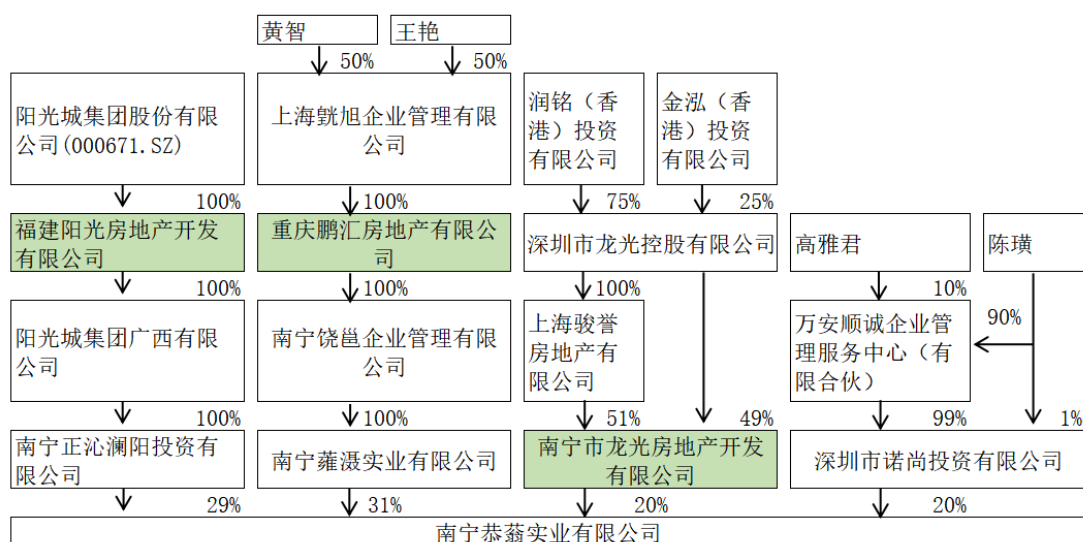 黄智
王艳
50%
50%
阳光城集团股份有限
公司(000671.SZ)
上海毲旭企业管理有限
公司
润铭（香
港）投资
有限公司
金泓（香
港）投资
有限公司
100%
100%
75%
25%
福建阳光房地产开发
有限公司
重庆鹏汇房地产有限公
司
深圳市龙光控股有限公司
高雅君
陈璜
100%
100%
100%
10%
阳光城集团广西有限
公司
南宁饶邕企业管理有限
公司
上海骏誉
房地产有
限公司
万安顺诚企业管
理服务中心（有
限合伙）
90%
100%
100%
51%
49%
99%
1%
南宁正沁澜阳投资有
限公司
南宁蕹滠实业有限公司
南宁市龙光房地产开发
有限公司
深圳市诺尚投资有限公司
29%
31%
20%
20%
南宁恭蓊实业有限公司